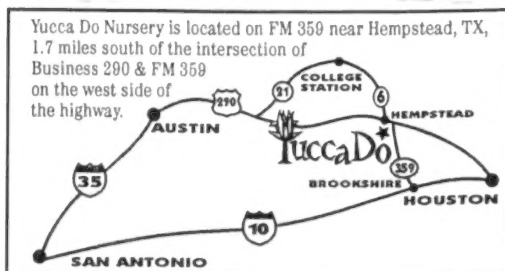 Yucca Do Nursery is located on FM 359 near Hempstead, TX,
1.7 miles south of the intersection of
Business 290 & FM 359
on the west side of
the highway.
COLLEGE
STATION
21
6
290
HEMPSTEAD
AUSTIN
YuccaDo
359
35
BROOKSHIRE
HOUSTON
10
SAN ANTONIO